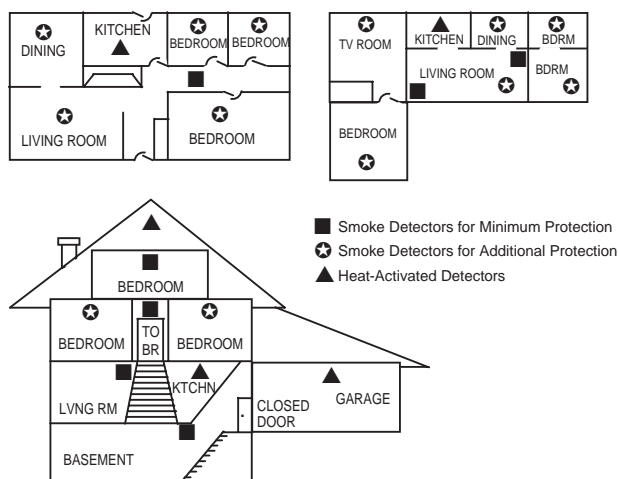 KITCHEN
DINING
BEDROOM
BEDROOM
LIVING ROOM
BEDROOM
TV ROOM
KITCHEN
DINING
BDRM
LIVING ROOM
BDRM
BEDROOM
Smoke Detectors for Minimum Protection
Smoke Detectors for Additional Protection
Heat-Activated Detectors
BEDROOM
BEDROOM
TO
BR
BEDROOM
LVNG RM
KTCHN
CLOSED
DOOR
GARAGE
BASEMENT